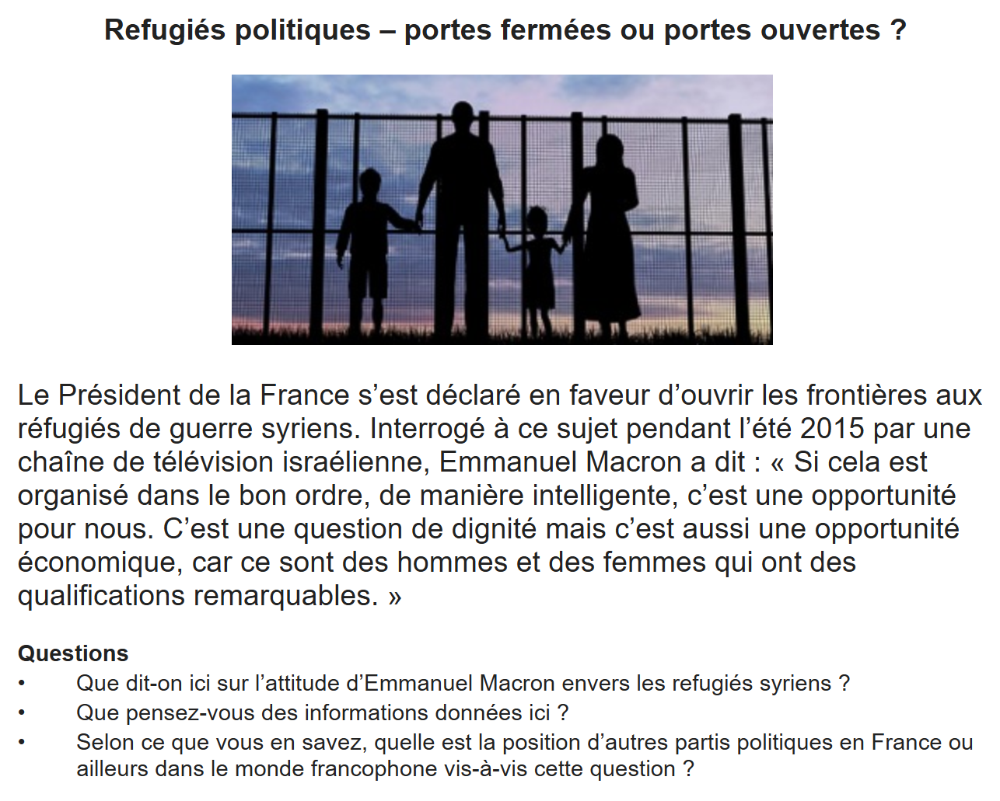 Refugiés politiques – portes fermées ou portes ouvertes ?
Le Président de la France s’est déclaré en faveur d’ouvrir les frontières aux
réfugiés de guerre syriens. Interrogé à ce sujet pendant l’été 2015 par une
chaîne de télévision israélienne, Emmanuel Macron a dit : « Si cela est
organisé dans le bon ordre, de manière intelligente, c’est une opportunité
pour nous. C’est une question de dignité mais c’est aussi une opportunité
économique, car ce sont des hommes et des femmes qui ont des
qualifications remarquables. »
Questions
• Que dit-on ici sur l’attitude d’Emmanuel Macron envers les refugiés syriens ?
• Que pensez-vous des informations données ici ?
• Selon ce que vous en savez, quelle est la position d’autres partis politiques en France ou
ailleurs dans le monde francophone vis-à-vis cette question ?